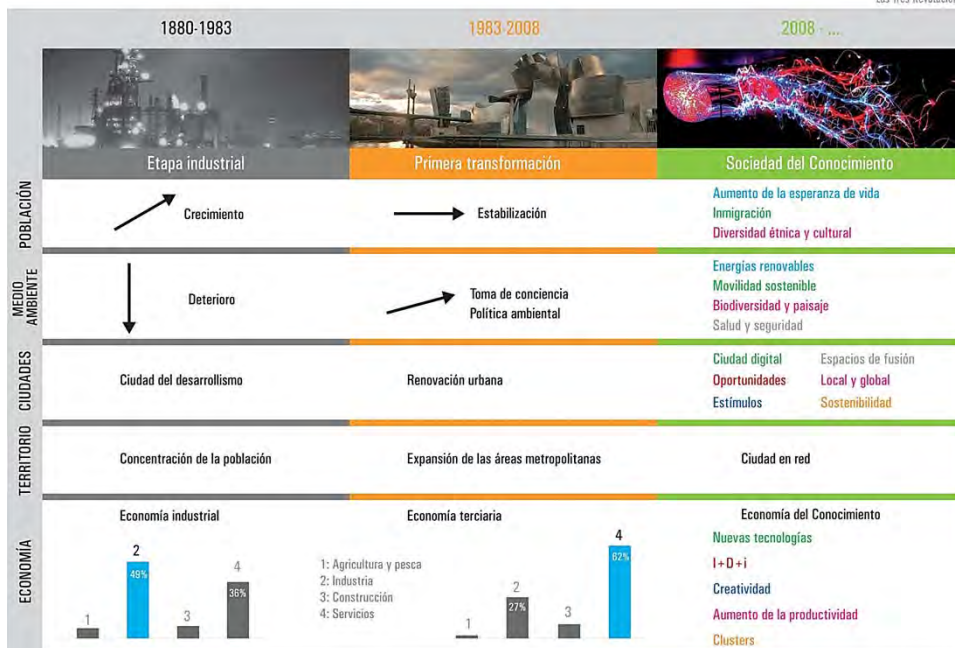 Las Tres Revoluciones
1880-1983
1983-2008
2008 - ...
Etapa industrial
Primera transformación
Sociedad del Conocimiento
POBLACIÓN
Crecimiento
Estabilización
Aumento de la esperanza de vida
Inmigración
Diversidad étnica y cultural
MEDIO
AMBIENTE
Deterioro
Toma de conciencia
Política ambiental
Energías renovables
Movilidad sostenible
Biodiversidad y paisaje
Salud y seguridad
CIUDADES
Ciudad del desarrollismo
Renovación urbana
Ciudad digital
Espacios de fusión
Oportunidades
Local y global
Estímulos
Sostenibilidad
TERRITORIO
Concentración de la población
Expansión de las áreas metropolitanas
Ciudad en red
ECONOMÍA
Economía industrial
1
2
49%
3
4
36%
1: Agricultura y pesca
2: Industria
3: Construcción
4: Servicios
Economía terciaria
1
2
27%
3
4
62%
Economía del Conocimiento
Nuevas tecnologías
I+D+i
Creatividad
Aumento de la productividad
Clusters